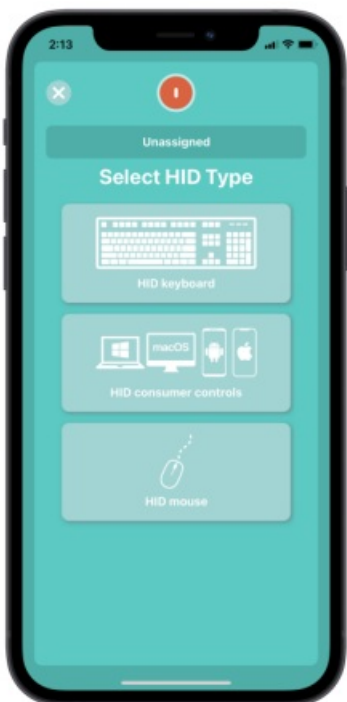 2:13
Unassigned
Select HID Type
HID keyboard
macOS
HID consumer controls
HID mouse